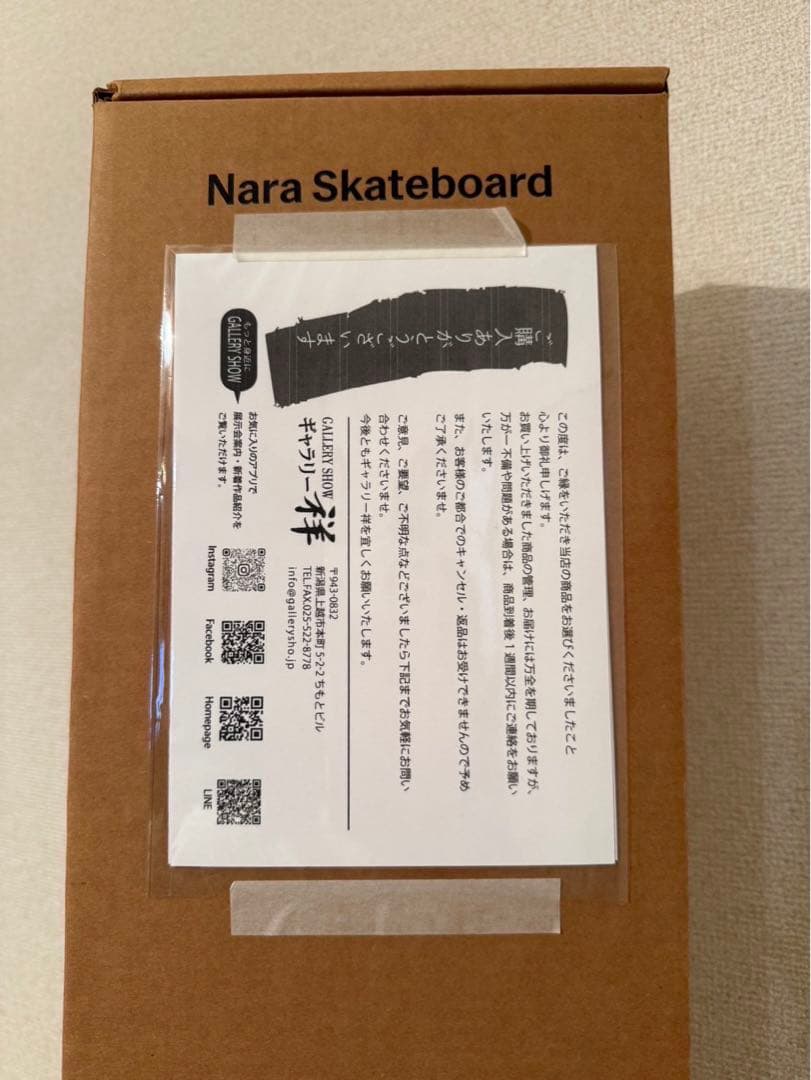 Nara Skateboard
ご購入ありがとうございます
この度は、ご縁をいただき当店の商品をお選びくださいましたこと
心より御礼申しげます。
お買い上げいただきました商品の管理、お届けには万全を期しておりますが、
万が一不備や問題がある場合は、商品到着後1週間以内にご連絡をお願い
いたします。
また、お客様のご都合でのキャンセル・返品はお受けできませんので予め
ご了承くださいませ。
ご意見、ご要望、ご不明な点などございましたら下記までお気軽にお問い
合わせくださいませ。
今後ともギャラリー祥を宜しくお願いいたします。
GALLERY SHOW
ギャラリー祥
〒943-0832
新潟県上越市本町5-2-2 ちもとビル
TEL.FAX.025-522-8778
info@gallerysho.jp
もっと身近に
GALLERY SHOW
お気に入りのアプリで
展示会案内・新着作品紹介を
ご覧いただけます。
Instagram
Facebook
Homepage
LINE